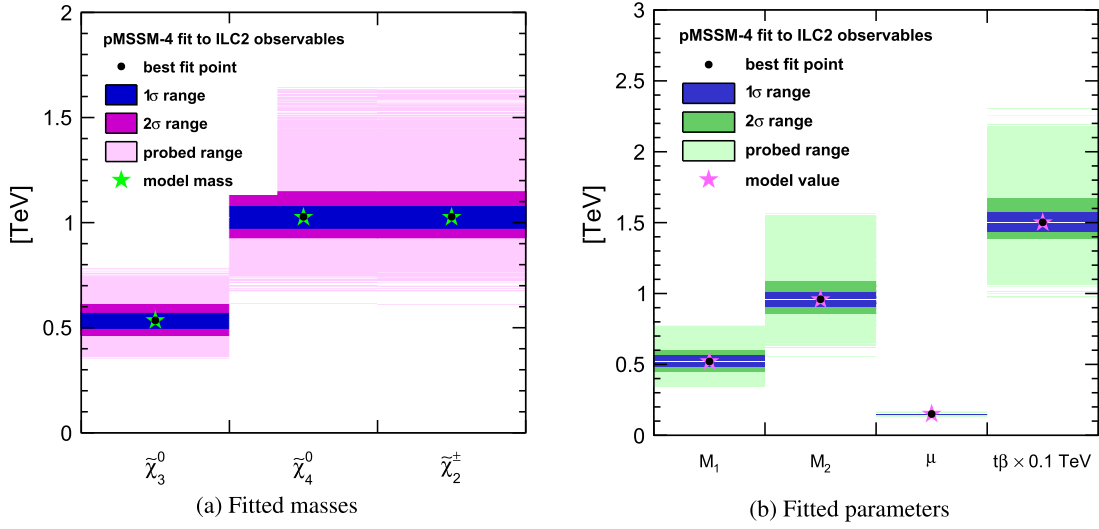 2
1.5
1
0.5
0
[TeV]
pMSSM-4 fit to ILC2 observables
best fit point
1σ range
2σ range
probed range
model mass
χ̃₃⁰
χ̃₄⁰
χ̃₂±
(a) Fitted masses
3
2.5
2
1.5
1
0.5
0
[TeV]
pMSSM-4 fit to ILC2 observables
best fit point
1σ range
2σ range
probed range
model value
M₁
M₂
μ
tβ × 0.1 TeV
(b) Fitted parameters